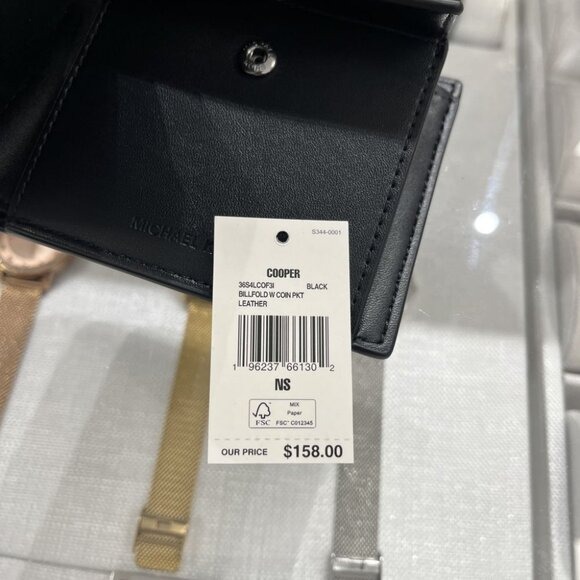 MICHAEL
S344-0001
COOPER
36S4LCOF3I BLACK
BILLFOLD W COIN PKT
LEATHER
1 96237 66130 2
NS
FSC
MIX
Paper
FSC® C012345
OUR PRICE $158.00